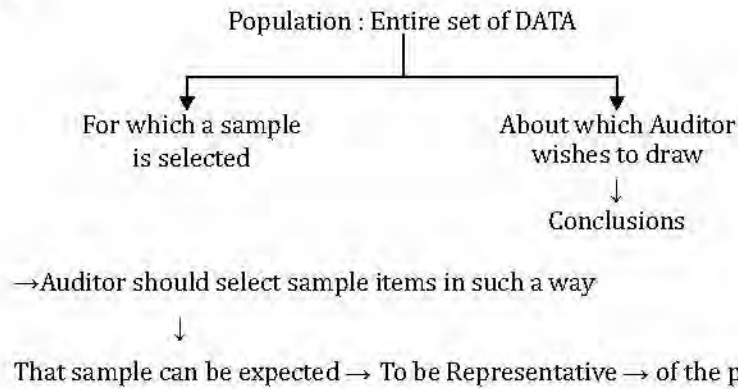 Population : Entire set of DATA
For which a sample
is selected
About which Auditor
wishes to draw
↓
Conclusions
→Auditor should select sample items in such a way
↓
That sample can be expected → To be Representative → of the p